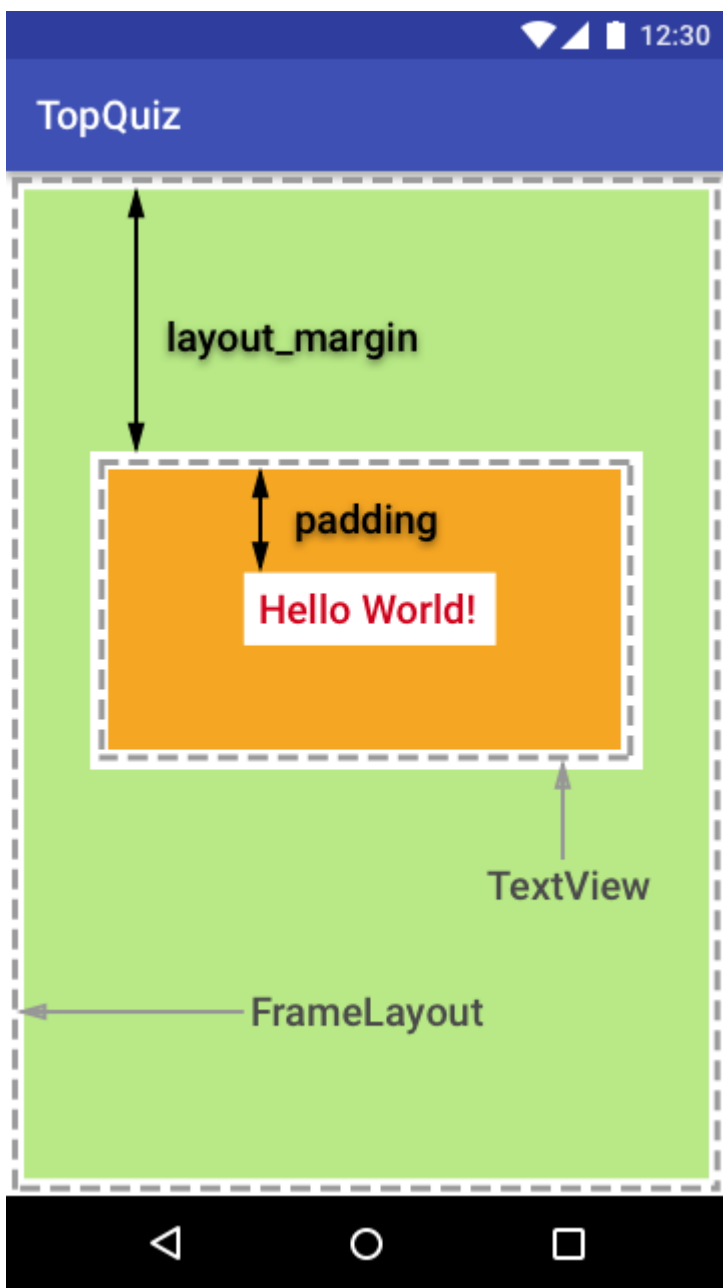 12:30
TopQuiz
layout_margin
padding
Hello World!
TextView
FrameLayout